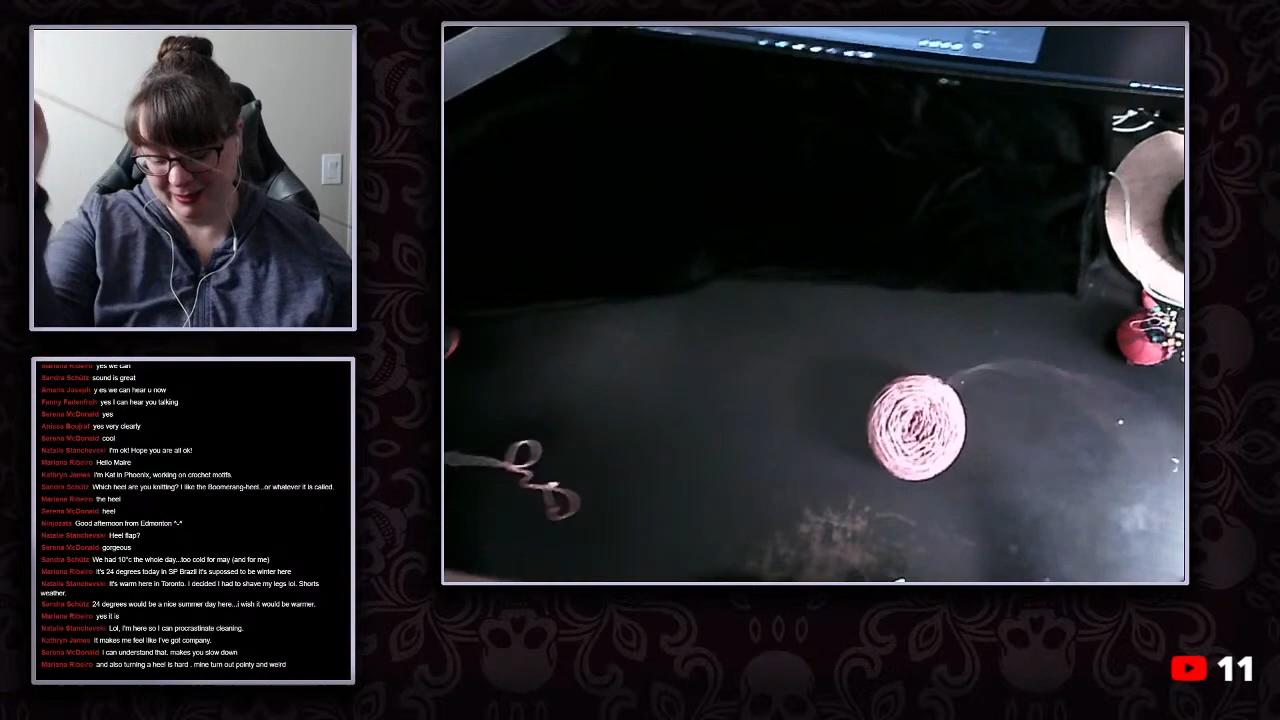 Mariana Ribeiro yes we can
Sandra Schütz sound is great
Amaris Joseph y es we can hear u now
Fanny Fadenfroh yes I can hear you talking
Serena McDonald yes
Anissa Boujraf yes very clearly
Serena McDonald cool
Natalie Stanchevski I'm ok! Hope you are all ok!
Mariana Ribeiro Hello Maire
Kathryn James I'm Kat in Phoenix, working on crochet motifs.
Sandra Schütz Which heel are you knitting? I like the Boomerang-heel...or whatever it is called.
Mariana Ribeiro the heel
Serena McDonald heel
Ninjazats Good afternoon from Edmonton ^-^
Natalie Stanchevski Heel flap?
Serena McDonald gorgeous
Sandra Schütz We had 10°c the whole day...too cold for may (and for me)
Mariana Ribeiro it's 24 degrees today in SP Brazil it's supossed to be winter here
Natalie Stanchevski It's warm here in Toronto. I decided I had to shave my legs lol. Shorts
weather.
Sandra Schütz 24 degrees would be a nice summer day here...i wish it would be warmer.
Mariana Ribeiro yes it is
Natalie Stanchevski Lol, I'm here so I can procrastinate cleaning.
Kathryn James It makes me feel like I've got company.
Serena McDonald I can understand that. makes you slow down
Mariana Ribeiro and also turning a heel is hard . mine turn out pointy and weird
11